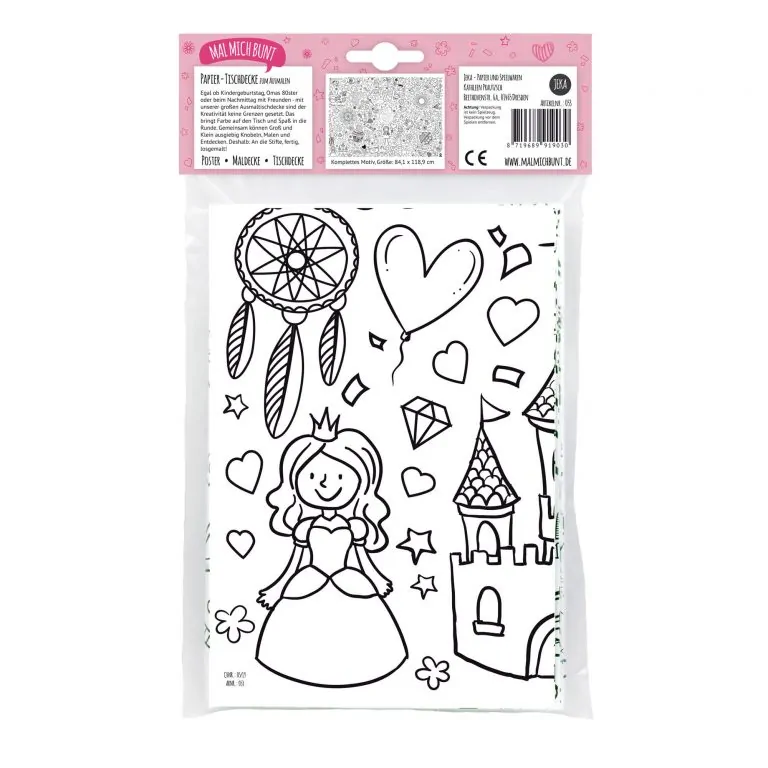 MAL MICH BUNT
PAPIER - TISCHDECKE ZUM AUSMALEN
Egal ob Kindergeburtstag, Omas 80ster
oder beim Nachmittag mit Freunden - mit
unserer großen Ausmaltischdecke sind der
Kreativität keine Grenzen gesetzt. Das
bringt Farbe auf den Tisch und Spaß in die
Runde. Gemeinsam können Groß und
Klein ausgiebig Knobeln, Malen und
Entdecken. Deshalb: An die Stifte, fertig,
losgemalt!
POSTER • MALDECKE • TISCHDECKE
Komplettes Motiv, Größe: 84,1 x 118,9 cm
JEKA - PAPIER UND SPIELWAREN
KATHLEEN PRAUTZSCH
BEETHOVENSTR. 6A, 01465 DRESDEN
Achtung: Verpackung
ist kein Spielzeug.
Verpackung vor dem
Spielen entfernen.
JEKA
ARTIKELNR.: 053
8 719689 919030
CE
WWW.MALMICHBUNT.DE